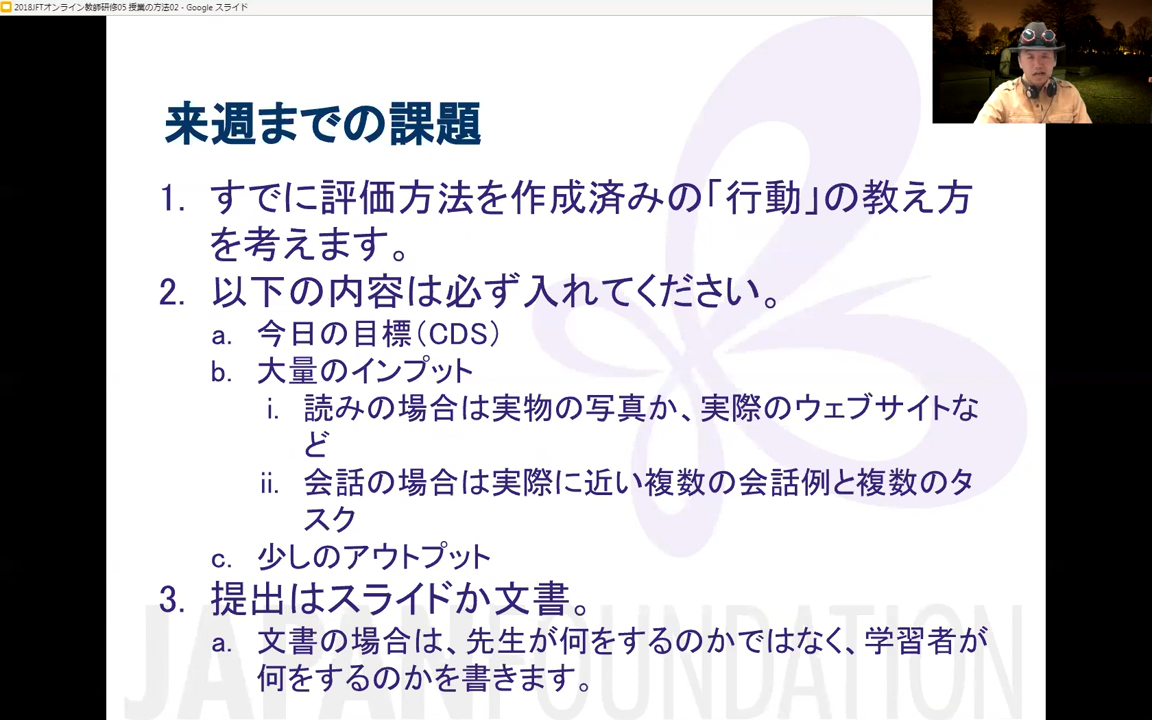 2018JFTオンライン教師研修05 授業の方法02 - Google スライド
来週までの課題
1. すでに評価方法を作成済みの「行動」の教え方
を考えます。
2. 以下の内容は必ず入れてください。
a. 今日の目標（CDS）
b. 大量のインプット
i. 読みの場合は実物の写真か、実際のウェブサイトな
ど
ii. 会話の場合は実際に近い複数の会話例と複数のタ
スク
c. 少しのアウトプット
3. 提出はスライドか文書。
a. 文書の場合は、先生が何をするのかではなく、学習者が
何をするのかを書きます。
JAPANFOUNDATION